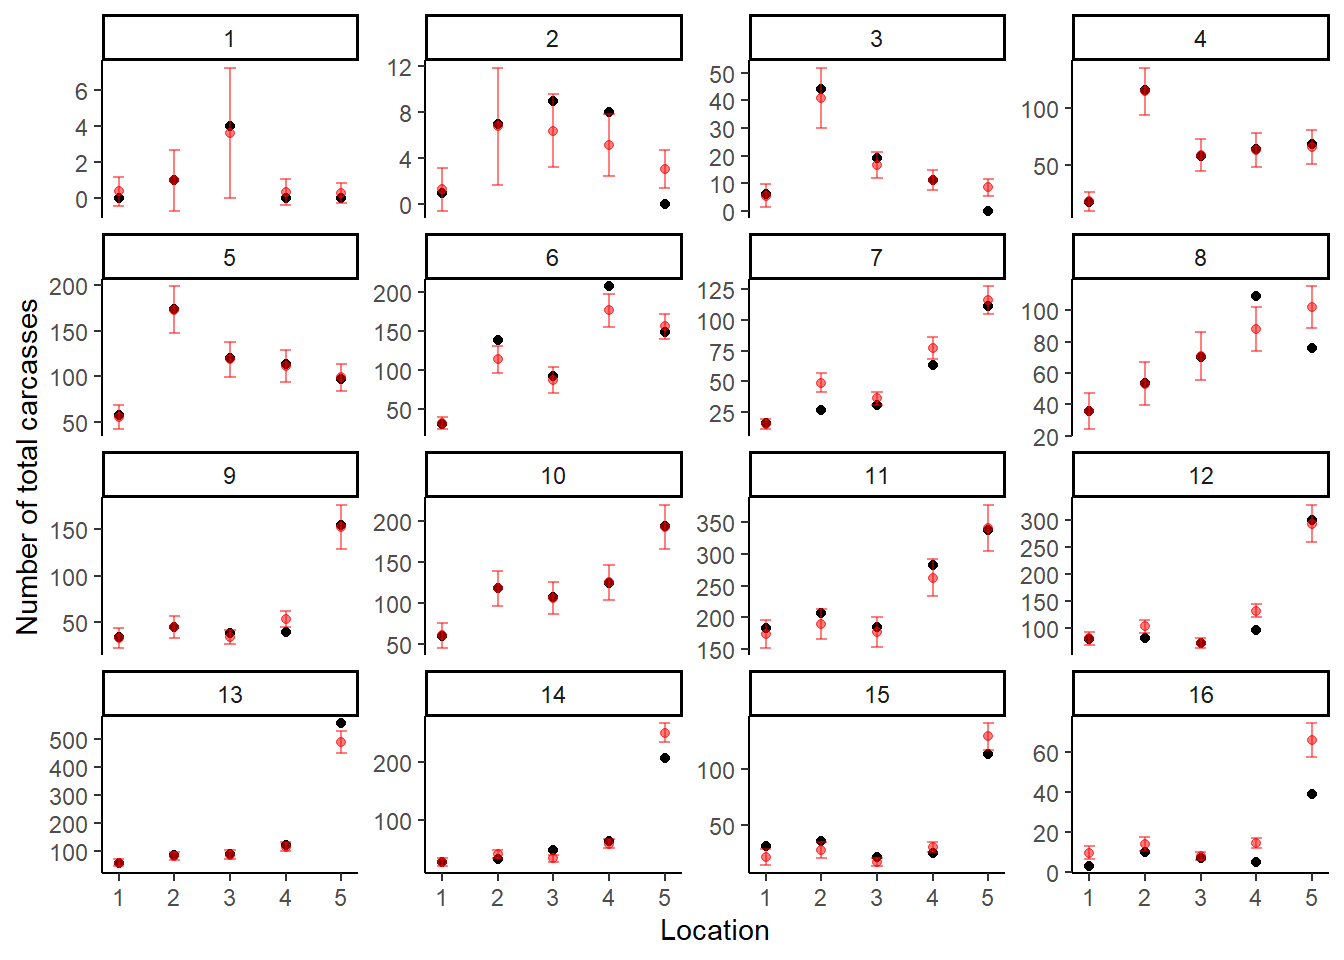 1 2 3 4
6 4 2 0
12 8 4 0
50 40 30 20 10 0
100 50
5 6 7 8
200 150 100 50
200 150 100 50
125 100 75 50 25
100 80 60 40 20
9 10 11 12
150 100 50
200 150 100 50
350 300 250 200 150
300 250 200 150 100
13 14 15 16
500 400 300 200 100
200 100
100 50
60 40 20 0
1 2 3 4 5
1 2 3 4 5
1 2 3 4 5
1 2 3 4 5
Location
Number of total carcasses